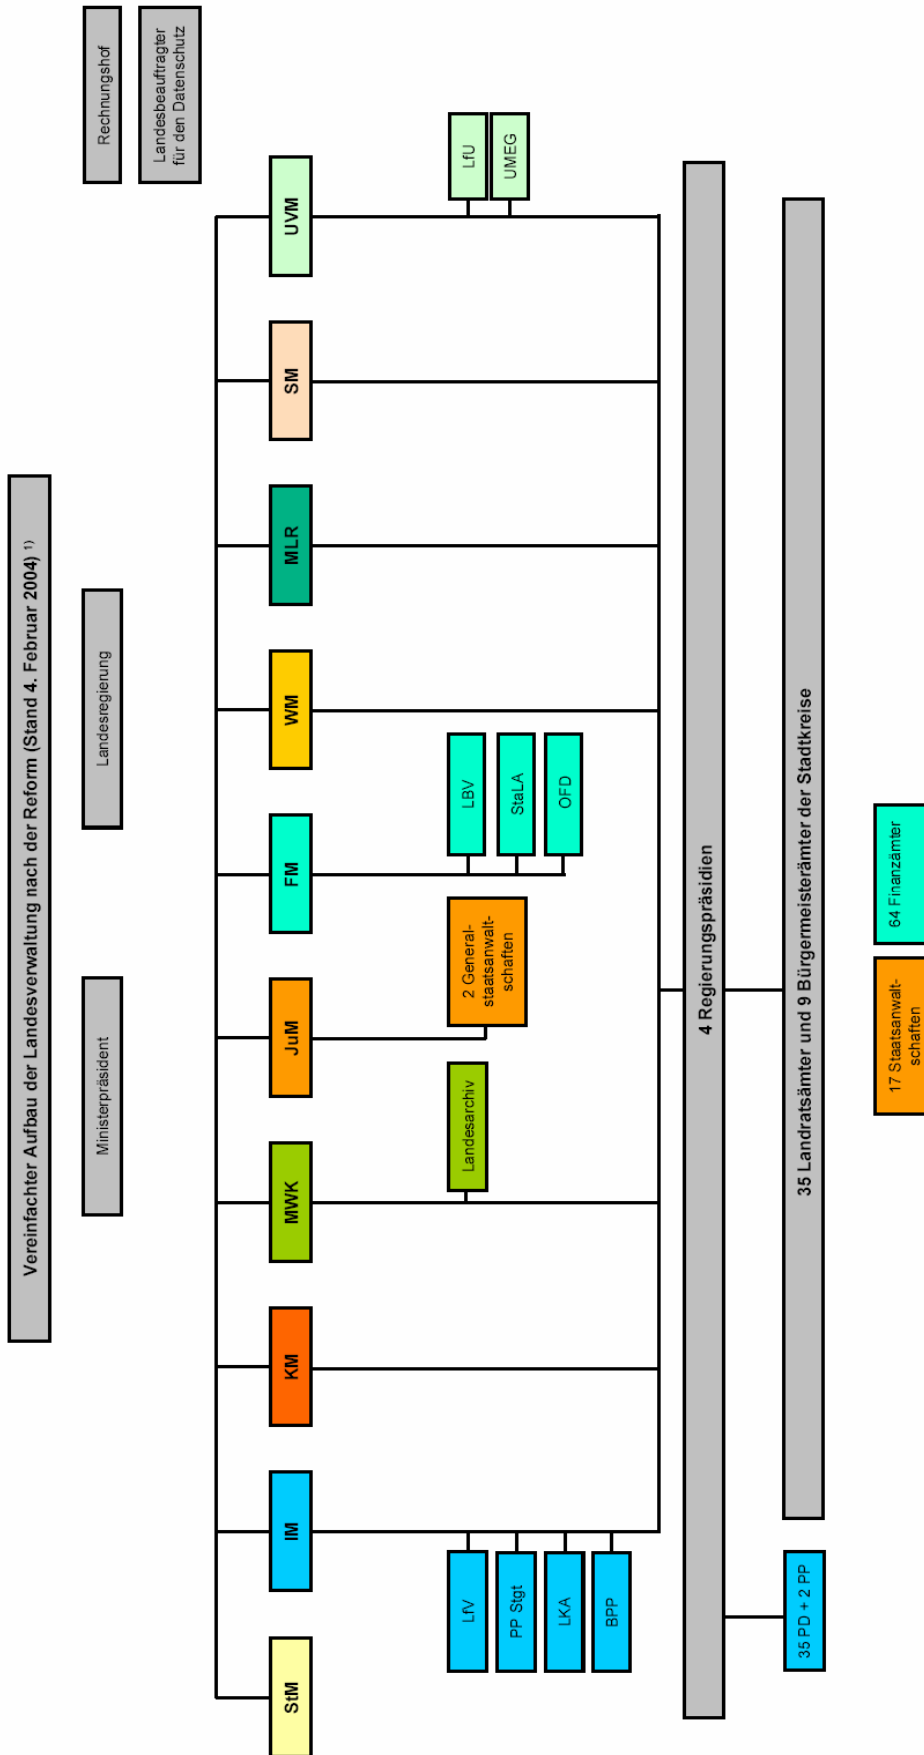 Vereinfachter Aufbau der Landesverwaltung nach der Reform (Stand 4. Februar 2004) 1)
Ministerpräsident
Landesregierung
Rechnungshof
Landesbeauftragter
für den Datenschutz
StM
IM
KM
MWK
JuM
FM
WM
MLR
SM
UVM
LfV
PP Stgt
LKA
BPP
Landesarchiv
2 General-
staatsanwalt-
schaften
LBV
StaLA
OFD
LfU
UMEG
4 Regierungspräsidien
35 PD + 2 PP
35 Landratsämter und 9 Bürgermeisterämter der Stadtkreise
17 Staatsanwalt-
schaften
64 Finanzämter